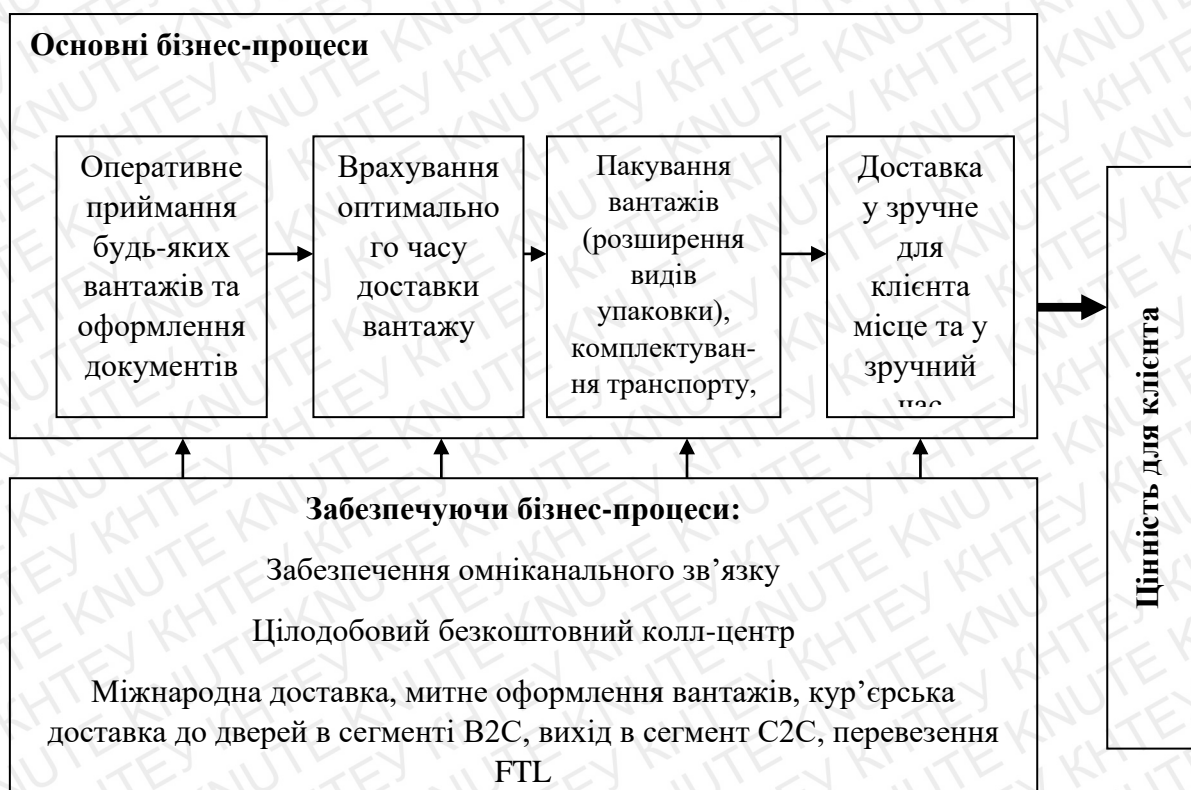 Основні бізнес-процеси
Оперативне
приймання
будь-яких
вантажів та
оформлення
документів
Врахування
оптимально
го часу
доставки
вантажу
Пакування
вантажів
(розширення
видів
упаковки),
комплектуван-
ня транспорту,
Доставка
у зручне
для
клієнта
місце та у
зручний
час
Цінність для клієнта
Забезпечуючи бізнес-процеси:
Забезпечення омніканального зв’язку
Цілодобовий безкоштовний колл-центр
Міжнародна доставка, митне оформлення вантажів, кур’єрська
доставка до дверей в сегменті B2C, вихід в сегмент C2C, перевезення
FTL